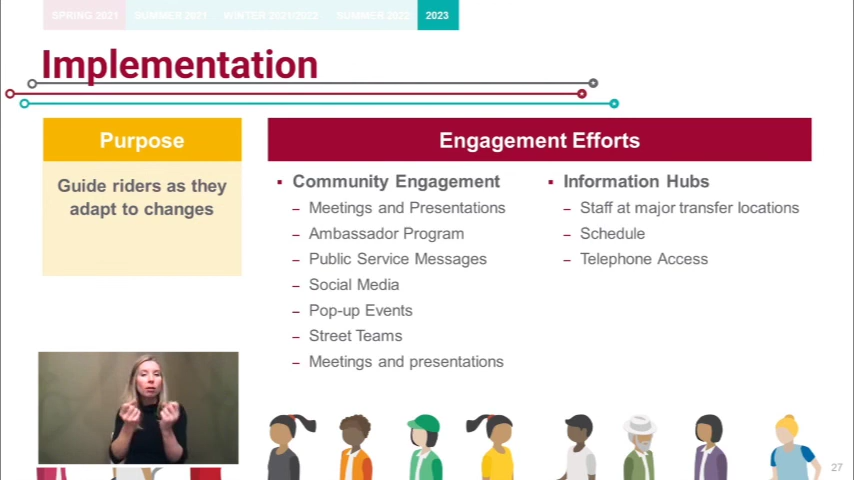 SPRING 2021 SUMMER 2021 WINTER 2021/2022 SUMMER 2022 2023
Implementation
Purpose
Guide riders as they
adapt to changes
Engagement Efforts
▪ Community Engagement
– Meetings and Presentations
– Ambassador Program
– Public Service Messages
– Social Media
– Pop-up Events
– Street Teams
– Meetings and presentations
▪ Information Hubs
– Staff at major transfer locations
– Schedule
– Telephone Access
27